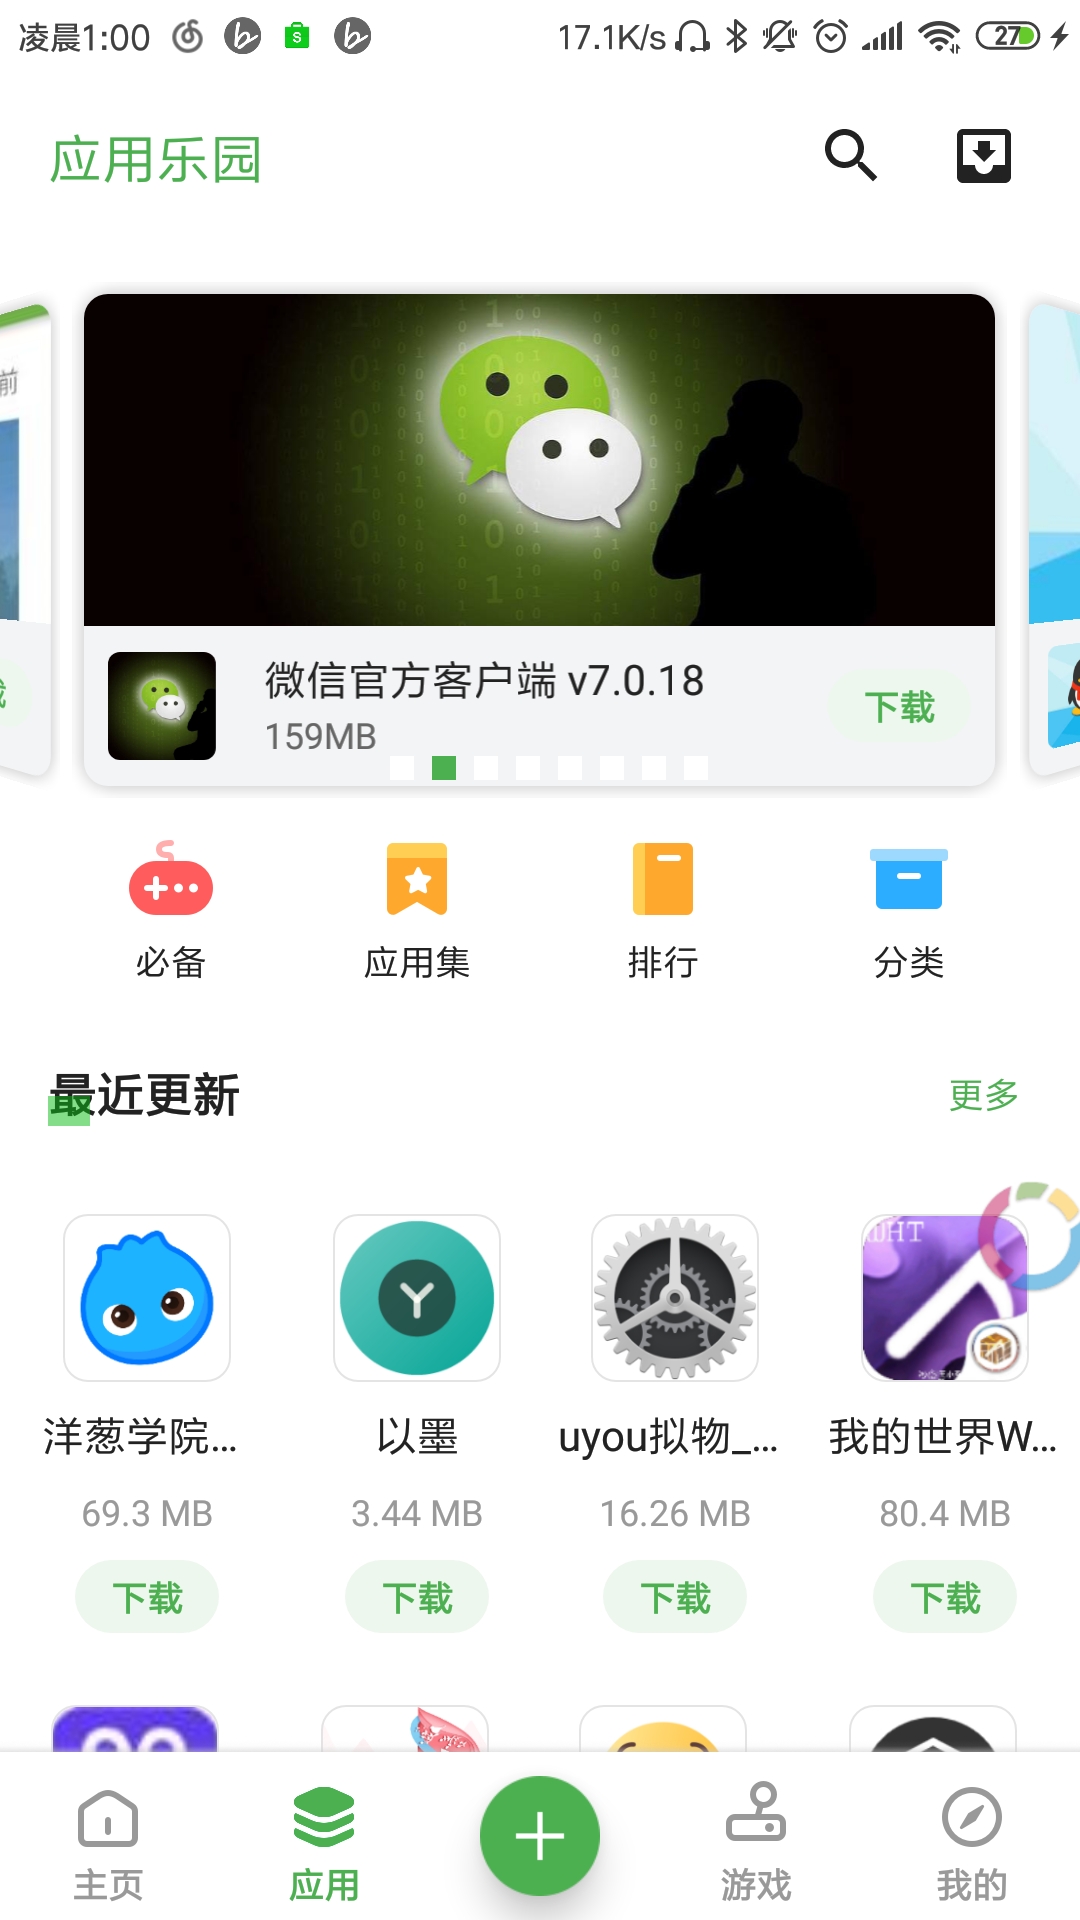 凌晨1:00
17.1K/s
27
应用乐园
前
微信官方客户端 v7.0.18
159MB
下载
必备
应用集
排行
分类
最近更新
更多
洋葱学院...
以墨
uyou拟物_...
我的世界W...
69.3 MB
3.44 MB
16.26 MB
80.4 MB
下载
下载
下载
下载
主页
应用
游戏
我的